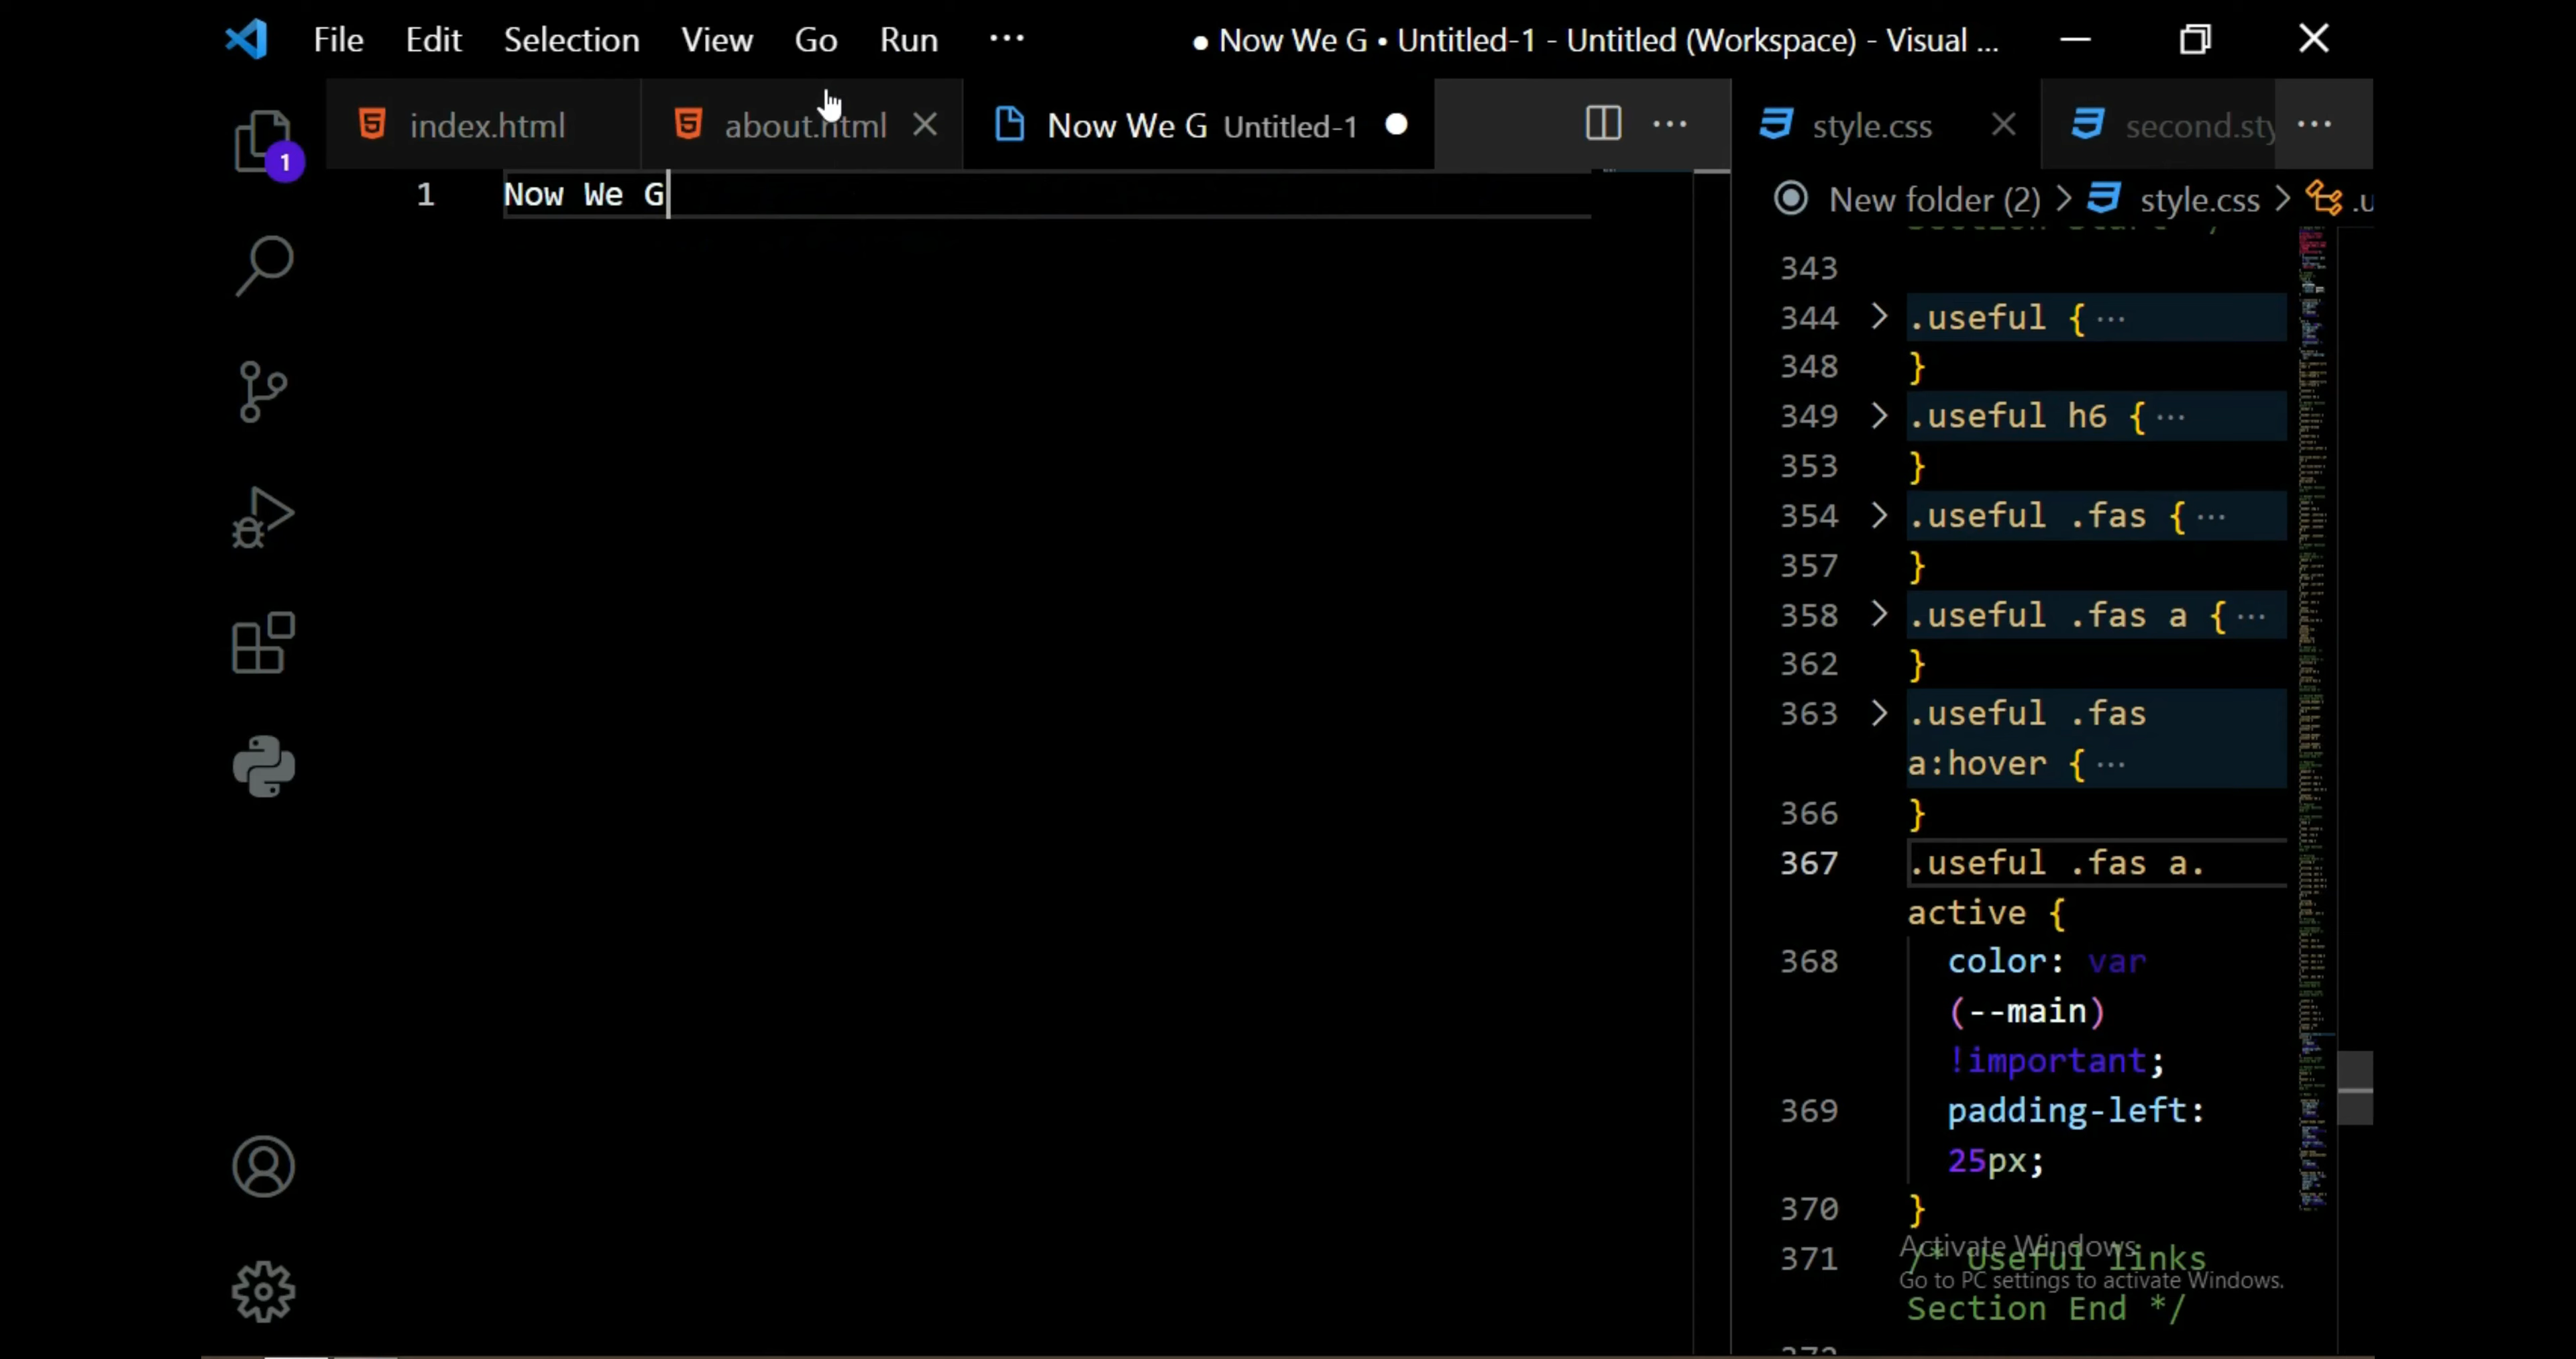 File Edit Selection View Go Run ···
● Now We G • Untitled-1 - Untitled (Workspace) - Visual ...
index.html
about.html
Now We G Untitled-1
style.css
second.sty
1
1 Now We G
New folder (2) > style.css > .u
Section Start */
343
344 > .useful {···
348 }
349 > .useful h6 {···
353 }
354 > .useful .fas {···
357 }
358 > .useful .fas a {···
362 }
363 > .useful .fas
a:hover {···
366 }
367 .useful .fas a.
active {
368 color: var
(--main)
!important;
369 padding-left:
25px;
370 }
371 /* Useful links
Section End */
372
Activate Windows
Go to PC settings to activate Windows.